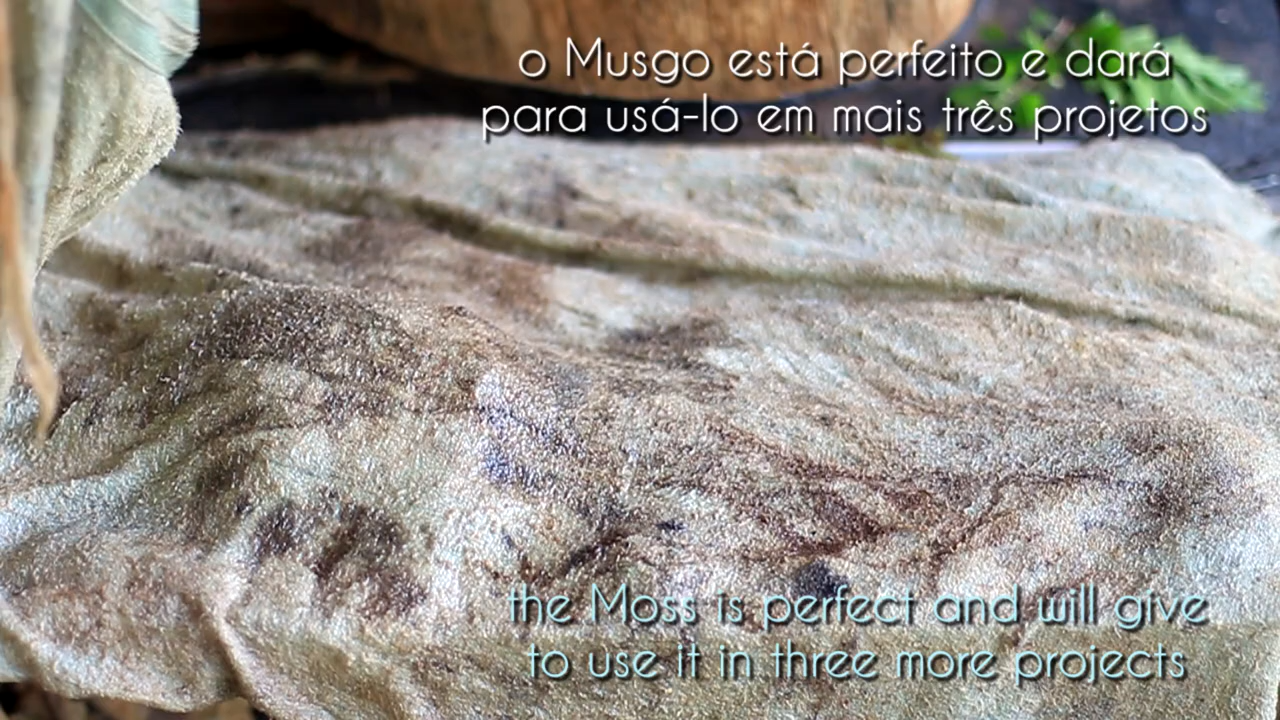 o Musgo está perfeito e dará
para usá-lo em mais três projetos
the Moss is perfect and will give
to use it in three more projects